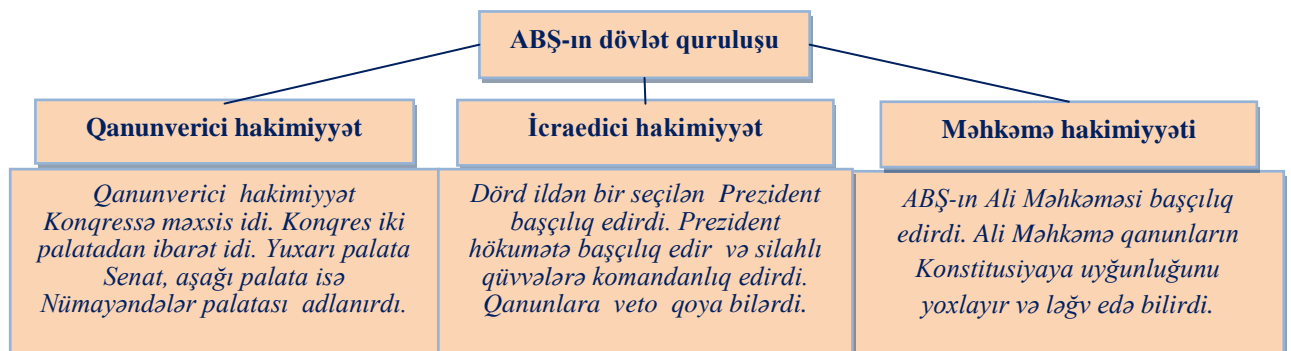 ABŞ-ın dövlət quruluşu
Qanunverici hakimiyyət
Qanunverici hakimiyyət
Konqressə məxsis idi. Konqres iki
palatadan ibarət idi. Yuxarı palata
Senat, aşağı palata isə
Nümayəndələr palatası adlanırdı.
İcraedici hakimiyyət
Dörd ildən bir seçilən Prezident
başçılıq edirdi. Prezident
hökumətə başçılıq edir və silahlı
qüvvələrə komandanlıq edirdi.
Qanunlara veto qoya bilərdi.
Məhkəmə hakimiyyəti
ABŞ-ın Ali Məhkəməsi başçılıq
edirdi. Ali Məhkəmə qanunların
Konstitusiyaya uyğunluğunu
yoxlayır və ləğv edə bilirdi.